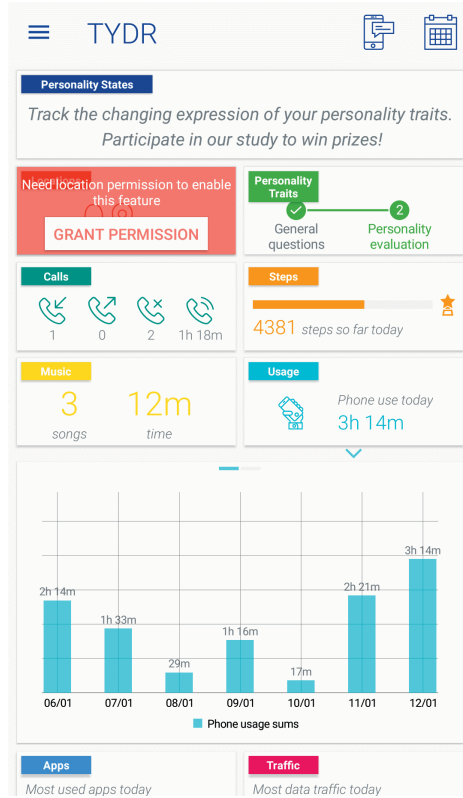 TYDR
Personality States
Track the changing expression of your personality traits.
Participate in our study to win prizes!
Locations
Need location permission to enable
this feature
GRANT PERMISSION
Personality
Traits
2
General
questions
Personality
evaluation
Calls
1 0 2 1h 18m
Steps
4381 steps so far today
Music
3 12m
songs time
Usage
Phone use today
3h 14m
3h 14m
2h 14m
2h 21m
1h 33m
1h 16m
29m
17m
06/01 07/01 08/01 09/01 10/01 11/01 12/01
Phone usage sums
Apps
Most used apps today
Traffic
Most data traffic today